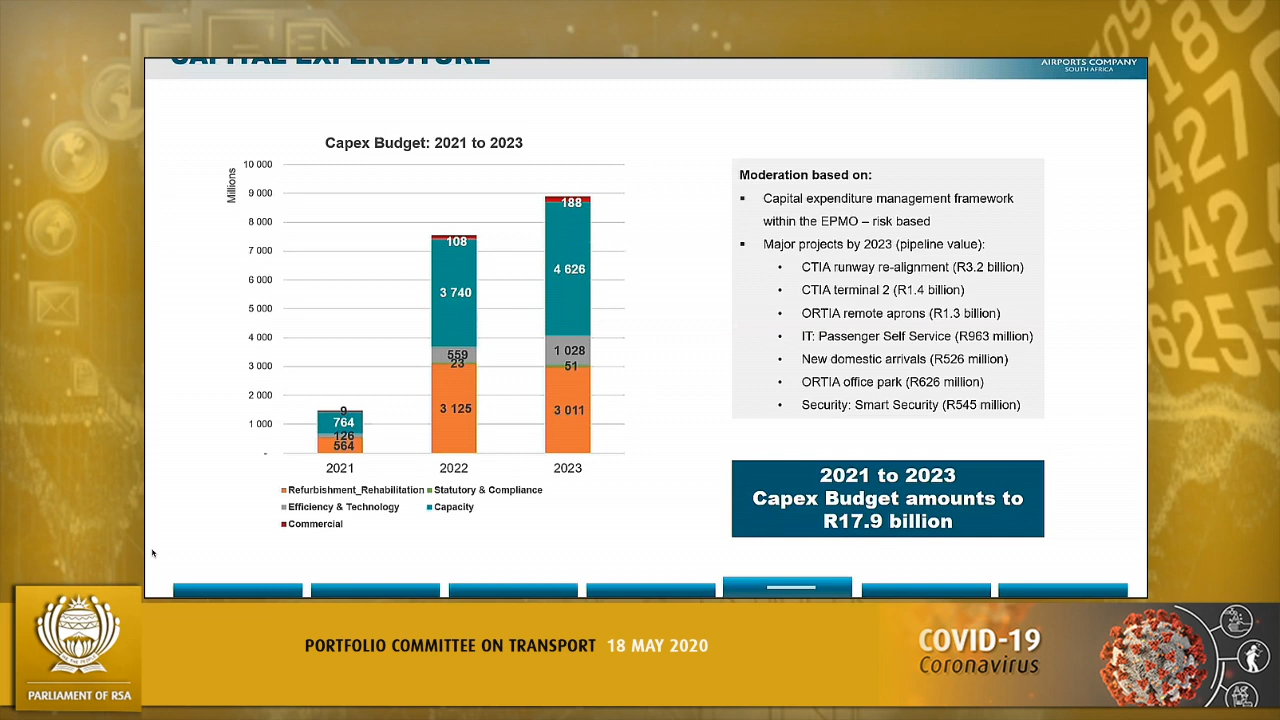 CAPITAL EXPENDITURE
AIRPORTS COMPANY
SOUTH AFRICA
Capex Budget: 2021 to 2023
Millions
10 000
9 000
8 000
7 000
6 000
5 000
4 000
3 000
2 000
1 000
-
9
764
126
564
108
3 740
559
23
3 125
188
4 626
1 028
51
3 011
2021 2022 2023
Refurbishment_Rehabilitation Statutory & Compliance
Efficiency & Technology Capacity
Commercial
Moderation based on:
▪ Capital expenditure management framework
within the EPMO – risk based
▪ Major projects by 2023 (pipeline value):
• CTIA runway re-alignment (R3.2 billion)
• CTIA terminal 2 (R1.4 billion)
• ORTIA remote aprons (R1.3 billion)
• IT: Passenger Self Service (R963 million)
• New domestic arrivals (R526 million)
• ORTIA office park (R626 million)
• Security: Smart Security (R545 million)
2021 to 2023
Capex Budget amounts to
R17.9 billion
PORTFOLIO COMMITTEE ON TRANSPORT 18 MAY 2020
PARLIAMENT OF RSA
COVID-19
Coronavirus